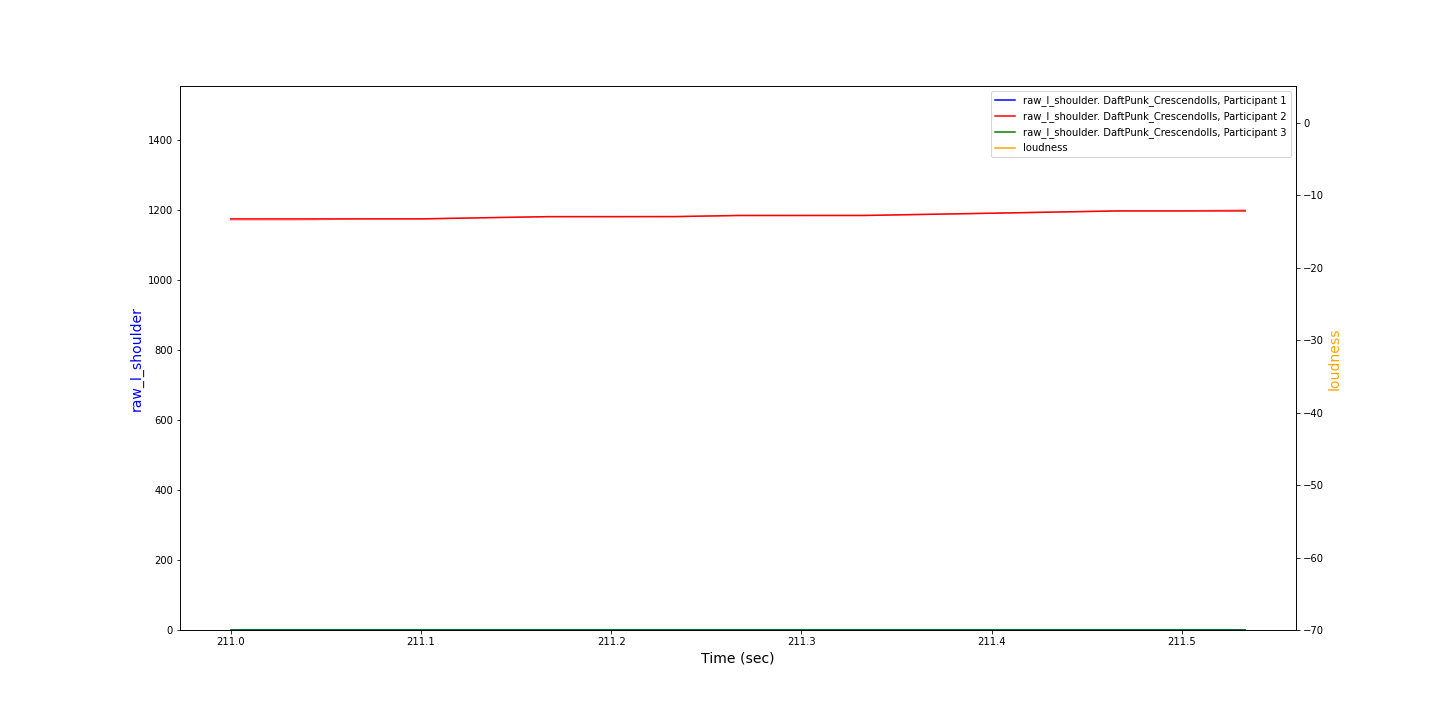 raw_l_shoulder. DaftPunk_Crescendolls, Participant 1
raw_l_shoulder. DaftPunk_Crescendolls, Participant 2
raw_l_shoulder. DaftPunk_Crescendolls, Participant 3
loudness
1400
1200
1000
800
600
400
200
0
raw_l_shoulder
0
−10
−20
−30
−40
−50
−60
−70
loudness
211.0 211.1 211.2 211.3 211.4 211.5
Time (sec)